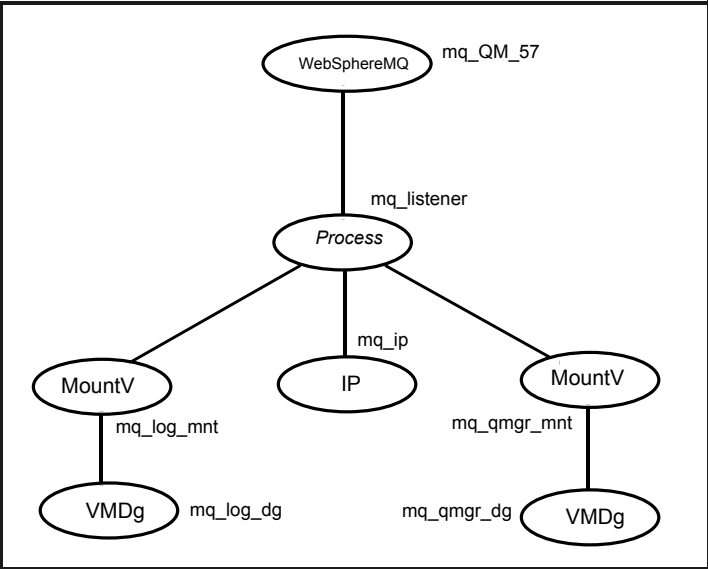 WebSphereMQ
mq_QM_57
mq_listener
Process
mq_ip
MountV
IP
MountV
mq_log_mnt
mq_qmgr_mnt
VMDg
mq_log_dg
mq_qmgr_dg
VMDg